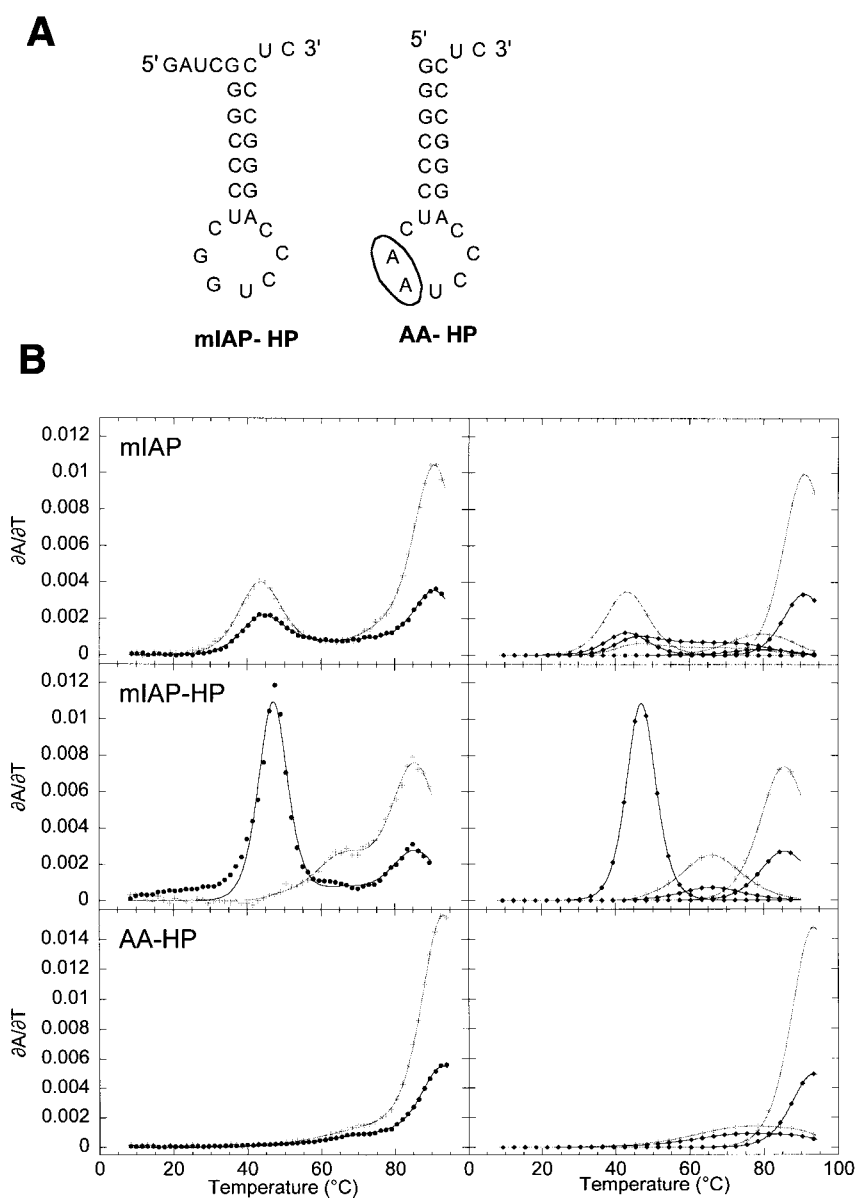 A
5' GAUCGC U C 3'
GC
GC
CG
CG
CG
UA
C C
G C
G C
U
mIAP- HP
5'
GC U C 3'
GC
GC
CG
CG
CG
UA
C C
A C
A C
U
AA- HP
B
mIAP
0.012
0.01
0.008
0.006
0.004
0.002
0
∂A/∂T
mIAP-HP
0.012
0.01
0.008
0.006
0.004
0.002
0
∂A/∂T
AA-HP
0.014
0.012
0.01
0.008
0.006
0.004
0.002
0
∂A/∂T
0 20 40 60 80 0 20 40 60 80 100
Temperature (°C) Temperature (°C)